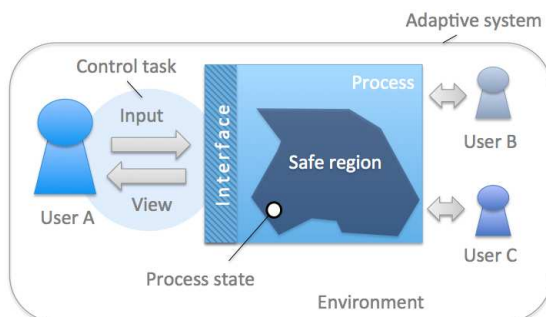 Adaptive system
Control task
Process
Input
Interface
Safe region
User B
View
User A
User C
Process state
Environment